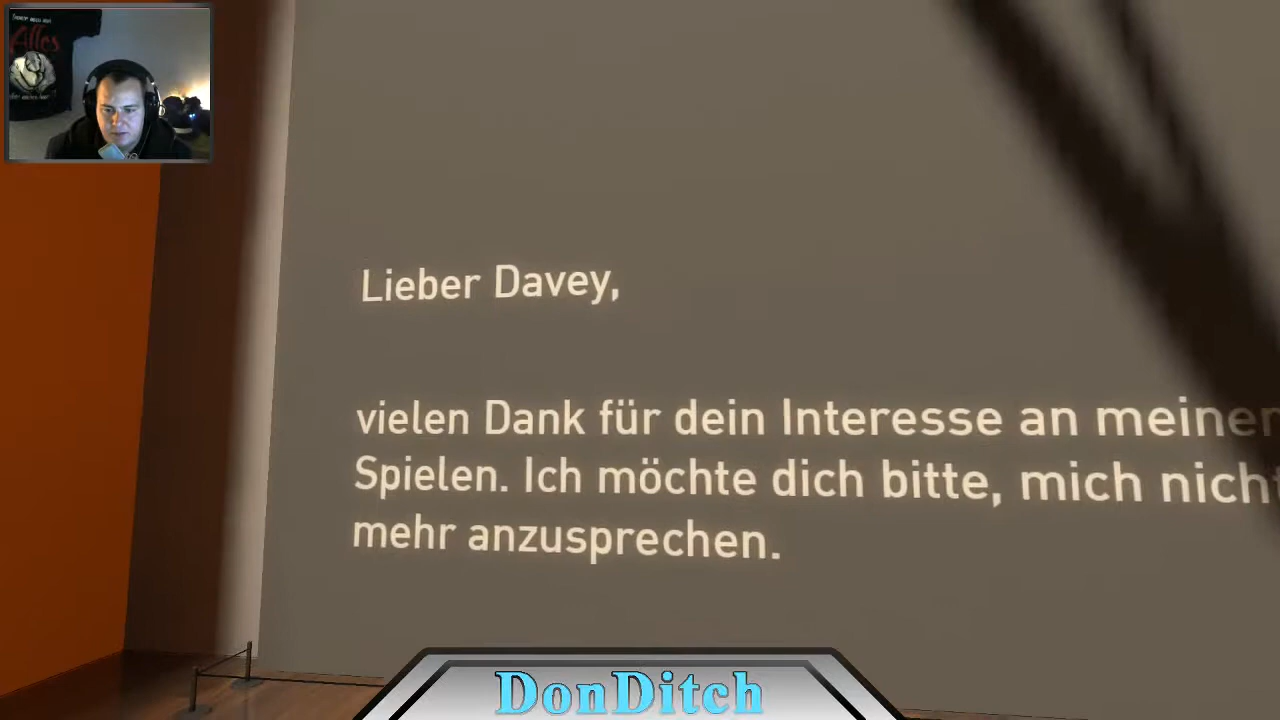 Alles
Lieber Davey,
vielen Dank für dein Interesse an meinen
Spielen. Ich möchte dich bitte, mich nicht
mehr anzusprechen.
DonDitch